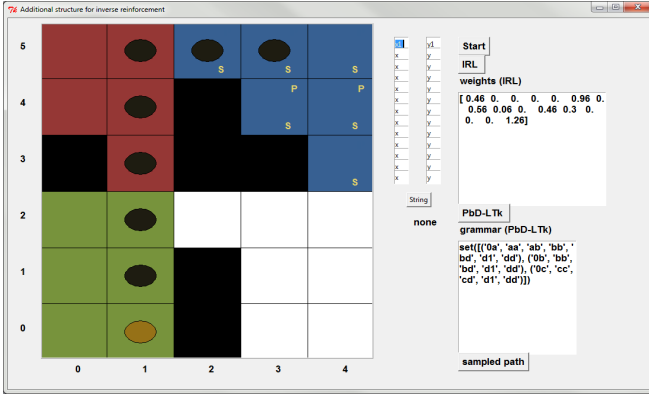 Additional structure for inverse reinforcement
5
S
S
S
4
P
P
S
S
3
S
2
1
0
0 1 2 3 4
y1
x y
x y
x y
x y
x y
x y
x y
x y
x y
x y
x y
x y
String
none
Start
IRL
weights (IRL)
[ 0.46 0. 0. 0. 0. 0.96 0.
0.56 0.06 0. 0.46 0.3 0.
0. 0. 1.26]
PbD-LTk
grammar (PbD-LTk)
set([('0a', 'aa', 'ab', 'bb', '
bd', 'd1', 'dd'), ('0b', 'bb',
'bd', 'd1', 'dd'), ('0c', 'cc',
'cd', 'd1', 'dd')])
sampled path